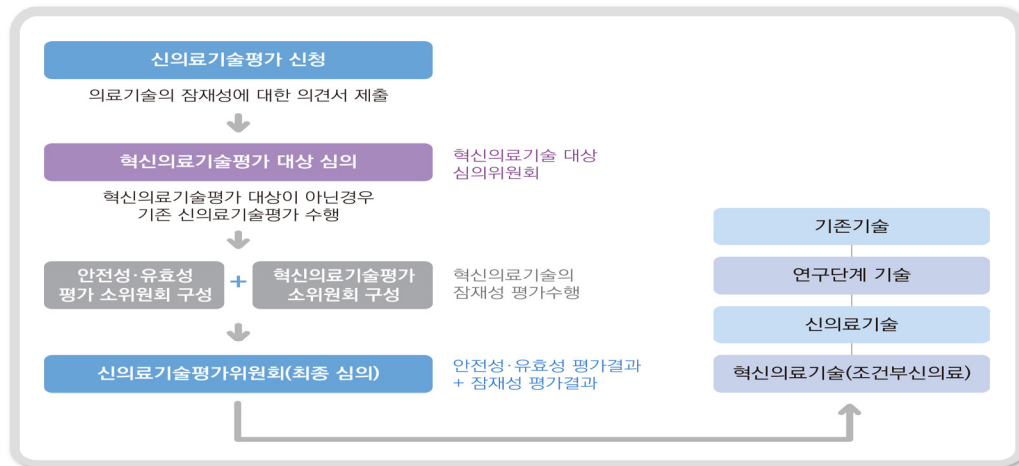 신의료기술평가 신청
의료기술의 잠재성에 대한 의견서 제출
혁신의료기술평가 대상 심의
혁신의료기술 대상
심의위원회
혁신의료기술평가 대상이 아닌경우
기존 신의료기술평가 수행
안전성·유효성
평가 소위원회 구성
+
혁신의료기술평가
소위원회 구성
혁신의료기술의
잠재성 평가수행
신의료기술평가위원회(최종 심의)
안전성·유효성 평가결과
+ 잠재성 평가결과
기존기술
연구단계 기술
신의료기술
혁신의료기술(조건부신의료)